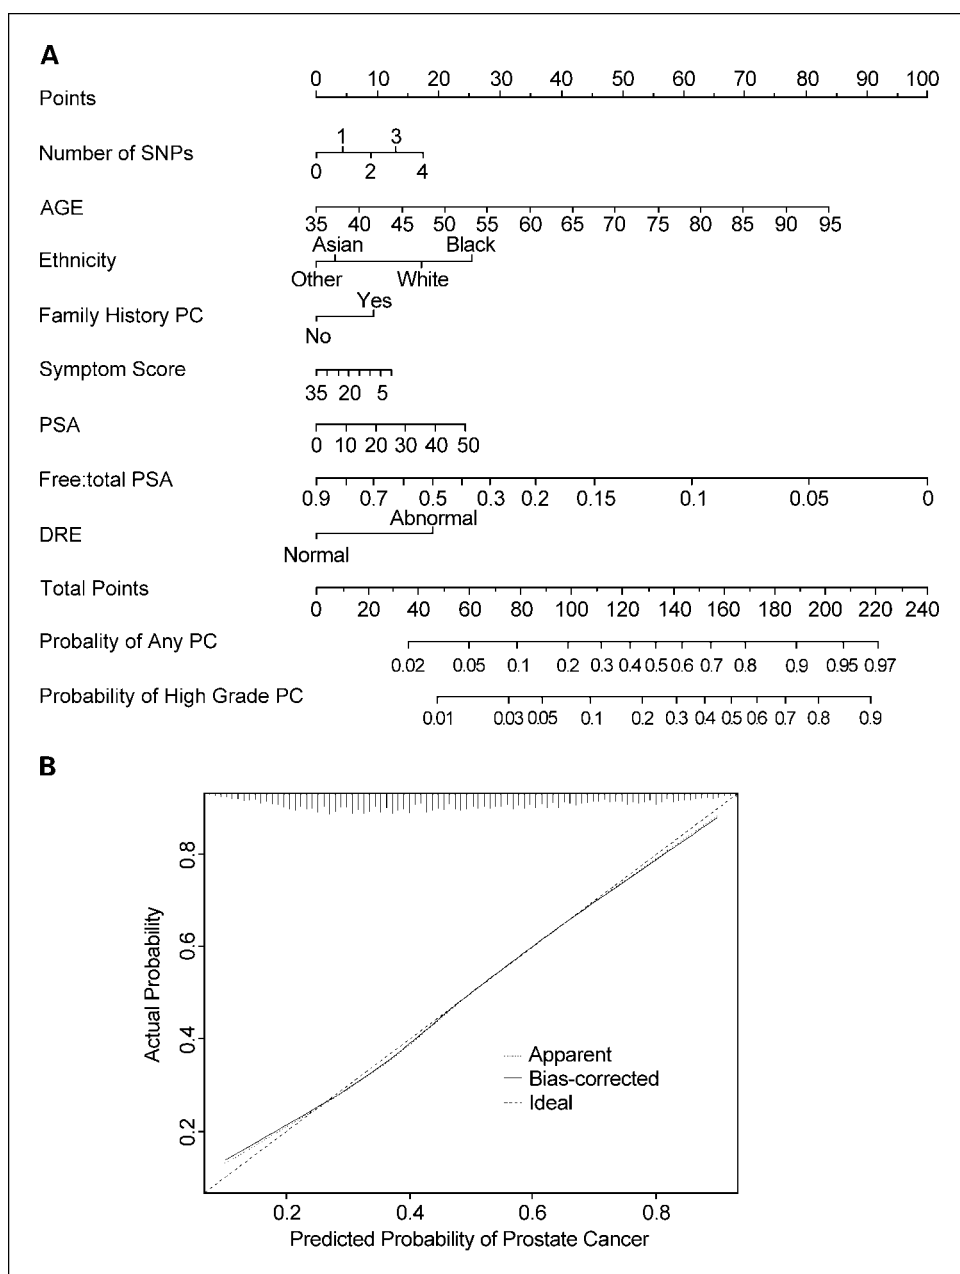 A
Points 0 10 20 30 40 50 60 70 80 90 100
Number of SNPs
1 3
0 2 4
AGE
35 40 45 50 55 60 65 70 75 80 85 90 95
Ethnicity
Asian Black
Other White
Family History PC
Yes
No
Symptom Score
35 20 5
PSA
0 10 20 30 40 50
Free:total PSA
0.9 0.7 0.5 0.3 0.2 0.15 0.1 0.05 0
DRE
Abnormal
Normal
Total Points
0 20 40 60 80 100 120 140 160 180 200 220 240
Probality of Any PC
0.02 0.05 0.1 0.2 0.3 0.4 0.5 0.6 0.7 0.8 0.9 0.95 0.97
Probability of High Grade PC
0.01 0.03 0.05 0.1 0.2 0.3 0.4 0.5 0.6 0.7 0.8 0.9
B
Actual Probability
0.8
0.6
0.4
0.2
Apparent
Bias-corrected
Ideal
0.2 0.4 0.6 0.8
Predicted Probability of Prostate Cancer